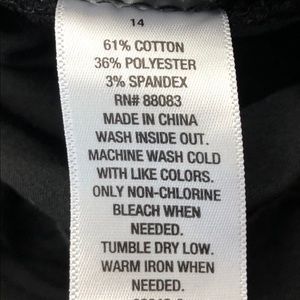 14
61% COTTON
36% POLYESTER
3% SPANDEX
RN# 88083
MADE IN CHINA
WASH INSIDE OUT.
MACHINE WASH COLD
WITH LIKE COLORS.
ONLY NON-CHLORINE
BLEACH WHEN
NEEDED.
TUMBLE DRY LOW.
WARM IRON WHEN
NEEDED.